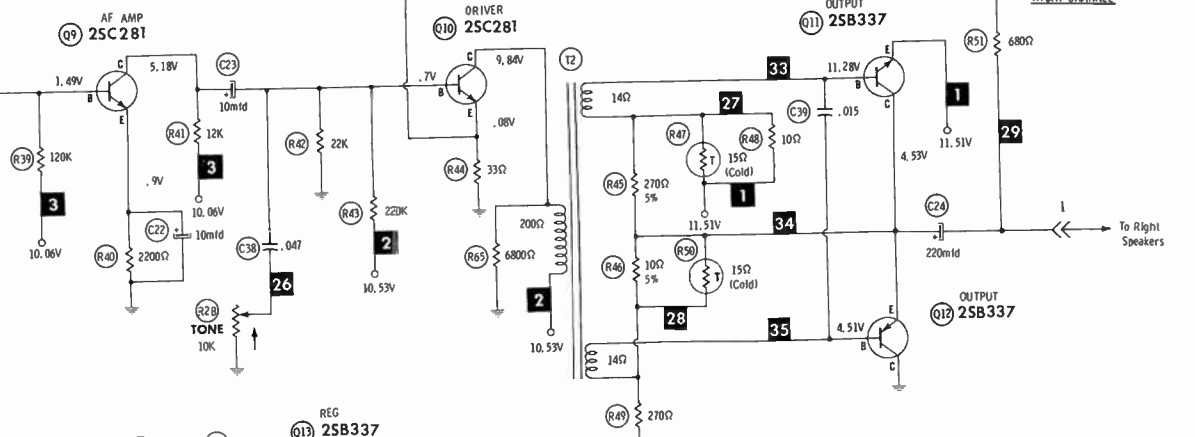 AF AMP
Q9 2SC281
DRIVER
Q10 2SC281
OUTPUT
Q11 2SB337
R51 680Ω
C
5.18V
C23
10mfd
1.49V
B
E
R39 120K
3
10.06V
R41 12K
3
10.06V
.9V
C22
10mfd
R40 2200Ω
R42 22K
C38 .047
26
R2B
TONE
10K
R43 220K
2
10.53V
C
9.84V
.7V
B
E
.08V
R44 33Ω
200Ω
R65 6800Ω
2
10.53V
T2
14Ω
33
27
R47
15Ω
(Cold)
R48
10Ω
1
11.51V
R45 270Ω
5%
34
R46 10Ω
5%
R50
15Ω
(Cold)
28
35
14Ω
R49 270Ω
C39 .015
11.28V
B
E
C
1
11.51V
4.53V
29
C24
220mfd
1
To Right
Speakers
4.51V
B
E
C
OUTPUT
Q12 2SB337
REG
Q13 2SB337
T
T